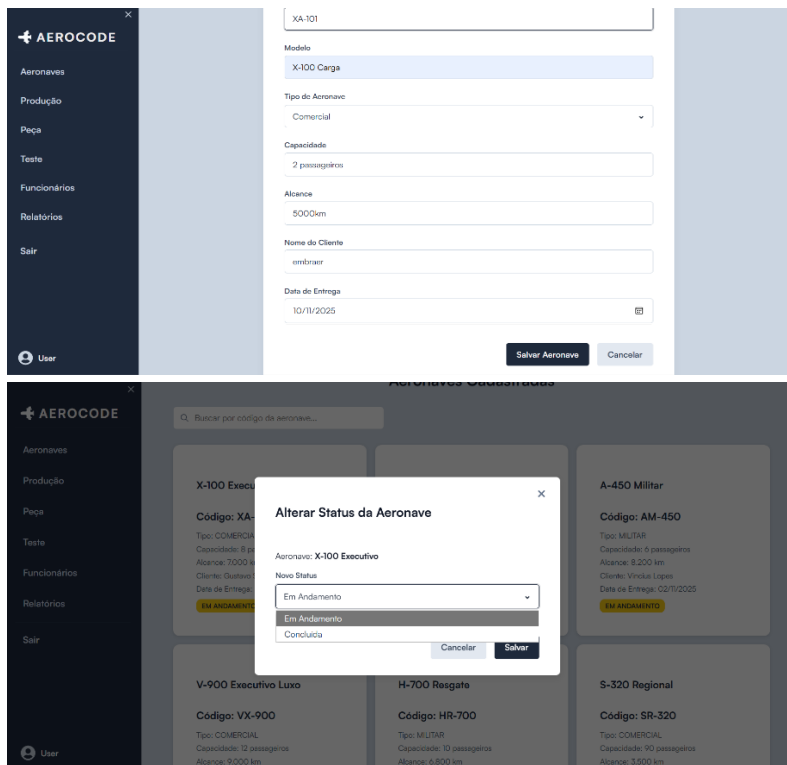 ×
AEROCODE
Aeronaves
Produção
Peça
Teste
Funcionários
Relatórios
Sair
User
XA-101
Modelo
X-100 Carga
Tipo de Aeronave
Comercial
Capacidade
2 passageiros
Alcance
5000km
Nome do Cliente
embraer
Data de Entrega
10/11/2025
Salvar Aeronave
Cancelar
×
AEROCODE
Aeronaves
Produção
Peça
Teste
Funcionários
Relatórios
Sair
User
Aeronaves Cadastradas
Buscar por código da aeronave...
X-100 Execu
Código: XA-
Tipo: COMERCIA
Capacidade: 8 p
Alcance: 7.000 k
Cliente: Gustavo
Data de Entrega:
EM ANDAMENTO
A-450 Militar
Código: AM-450
Tipo: MILITAR
Capacidade: 6 passageiros
Alcance: 8.200 km
Cliente: Vinicius Lopes
Data de Entrega: 02/11/2025
EM ANDAMENTO
×
Alterar Status da Aeronave
Aeronave: X-100 Executivo
Novo Status
Em Andamento
Em Andamento
Concluída
Cancelar
Salvar
V-900 Executivo Luxo
Código: VX-900
Tipo: COMERCIAL
Capacidade: 12 passageiros
Alcance: 9.000 km
H-700 Resgate
Código: HR-700
Tipo: MILITAR
Capacidade: 10 passageiros
Alcance: 6.800 km
S-320 Regional
Código: SR-320
Tipo: COMERCIAL
Capacidade: 90 passageiros
Alcance: 3.500 km